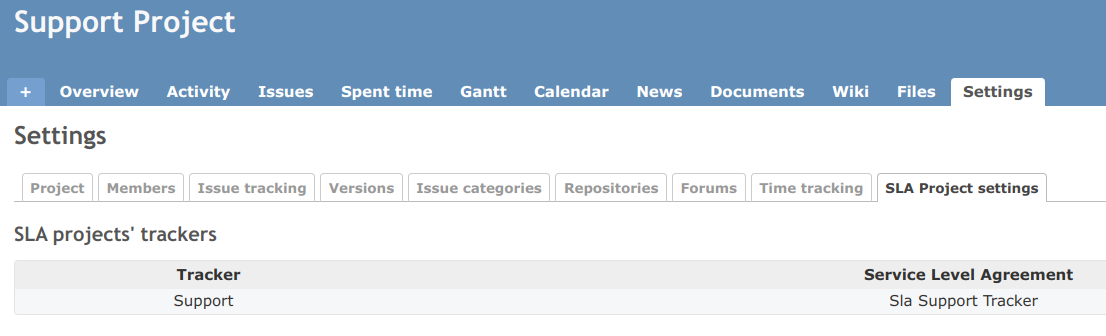 Support Project
+ Overview Activity Issues Spent time Gantt Calendar News Documents Wiki Files Settings
Settings
Project Members Issue tracking Versions Issue categories Repositories Forums Time tracking SLA Project settings
SLA projects' trackers
Tracker Service Level Agreement
Support Sla Support Tracker